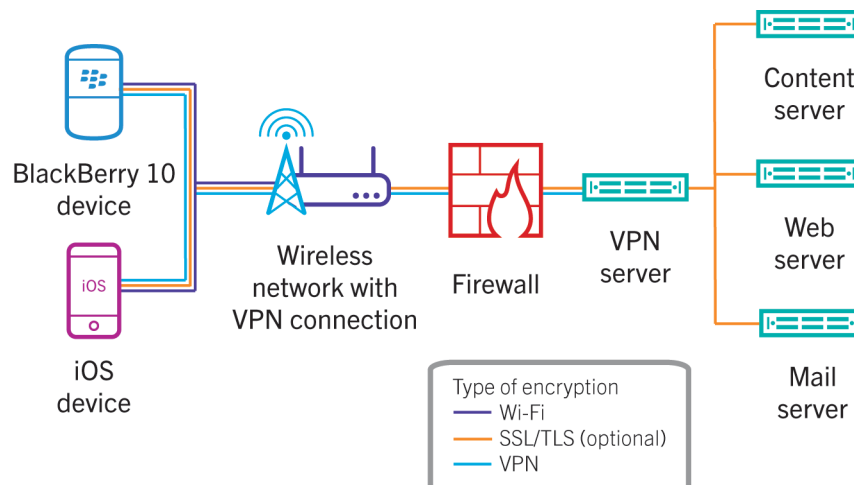 BlackBerry 10
device
iOS
iOS
device
Wireless
network with
VPN connection
Firewall
VPN
server
Content
server
Web
server
Mail
server
Type of encryption
Wi-Fi
SSL/TLS (optional)
VPN